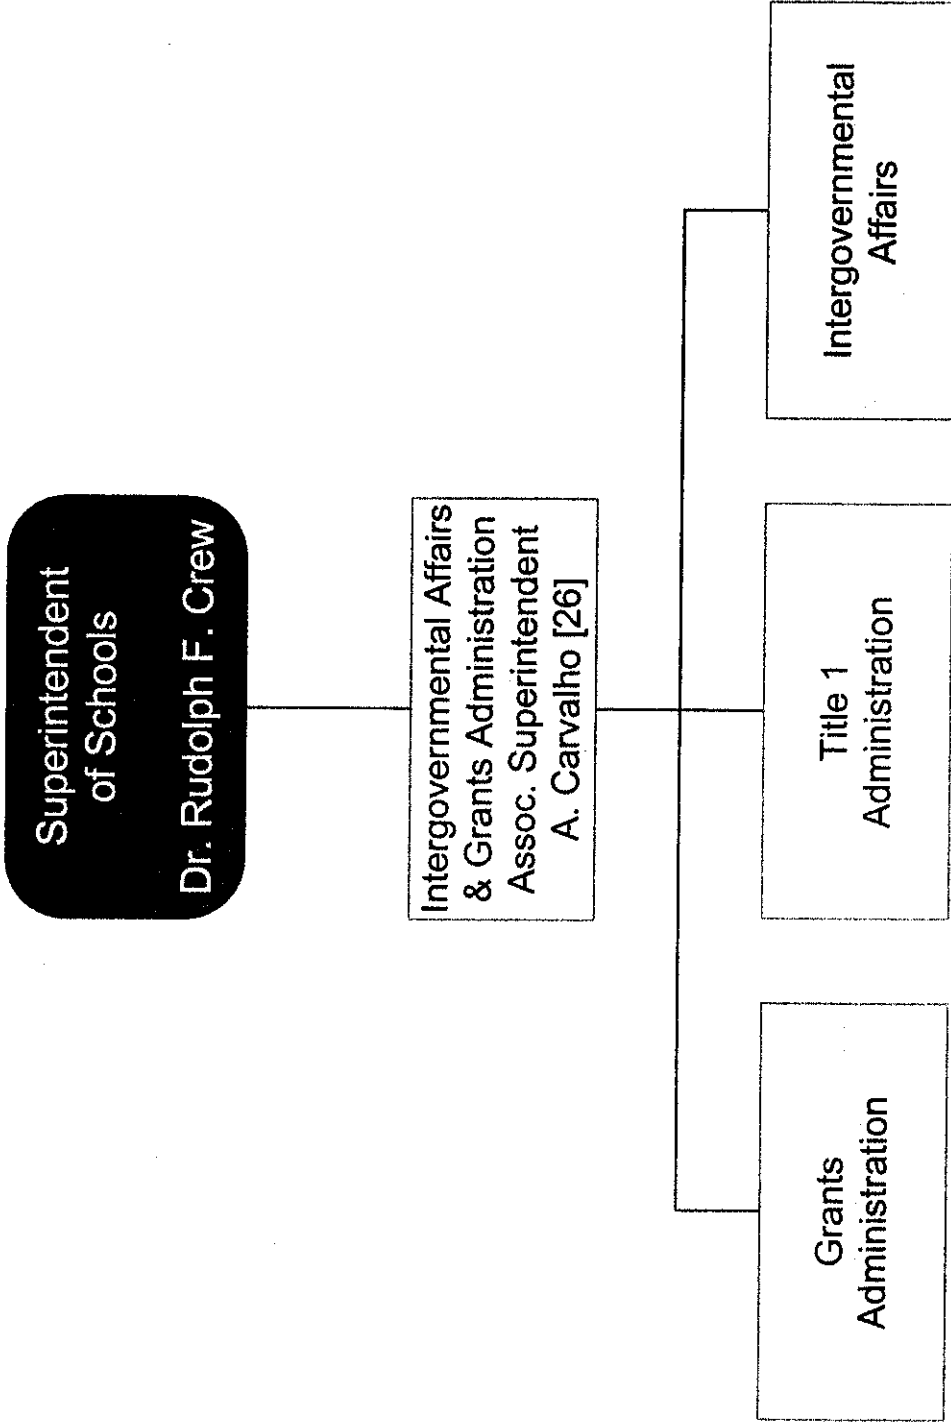 Superintendent
of Schools
Dr. Rudolph F. Crew
Intergovernmental Affairs
& Grants Administration
Assoc. Superintendent
A. Carvalho [26]
Grants
Administration
Title 1
Administration
Intergovernmental
Affairs